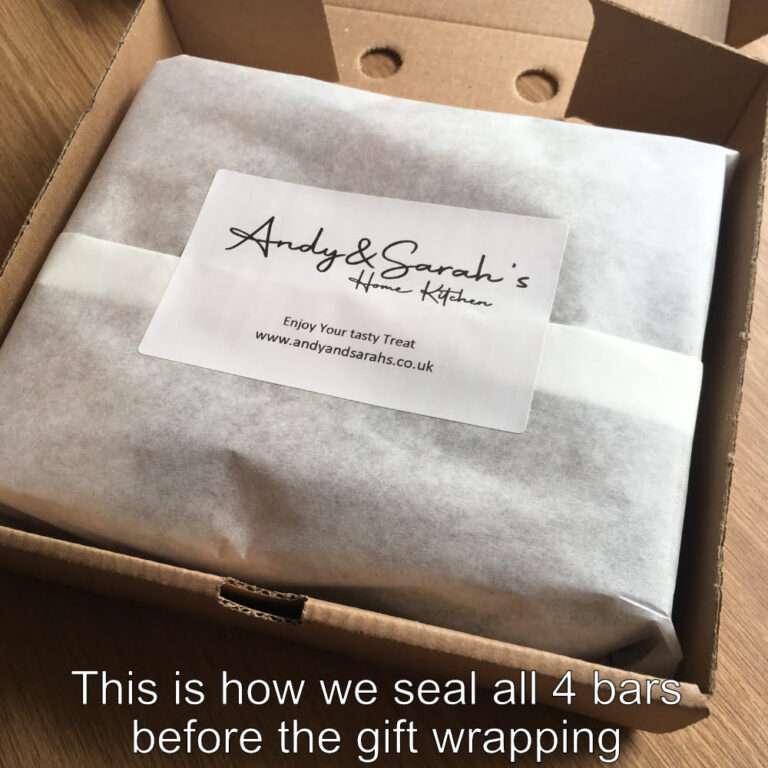 Andy & Sarah's
Home Kitchen
Enjoy Your tasty Treat
www.andyandsarahs.co.uk
This is how we seal all 4 bars
before the gift wrapping